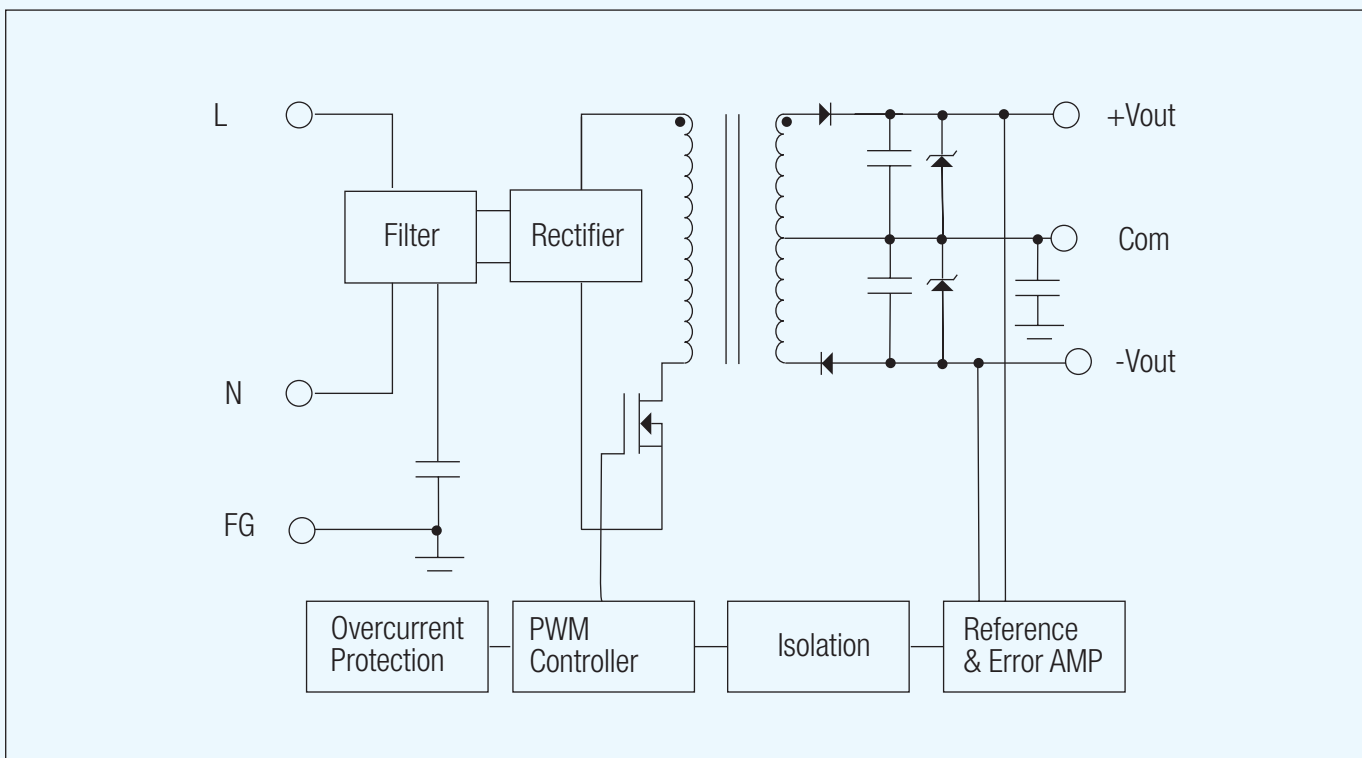 L
+Vout
Filter
Rectifier
Com
N
-Vout
FG
Overcurrent
Protection
PWM
Controller
Isolation
Reference
& Error AMP